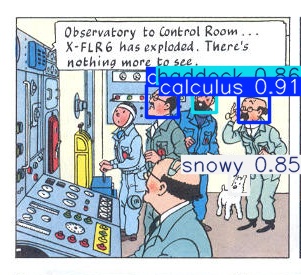 Observatory to Control Room...
X-FLR6 has exploded. There's
nothing more to see.
haddock 0.86
calculus 0.91
snowy 0.85